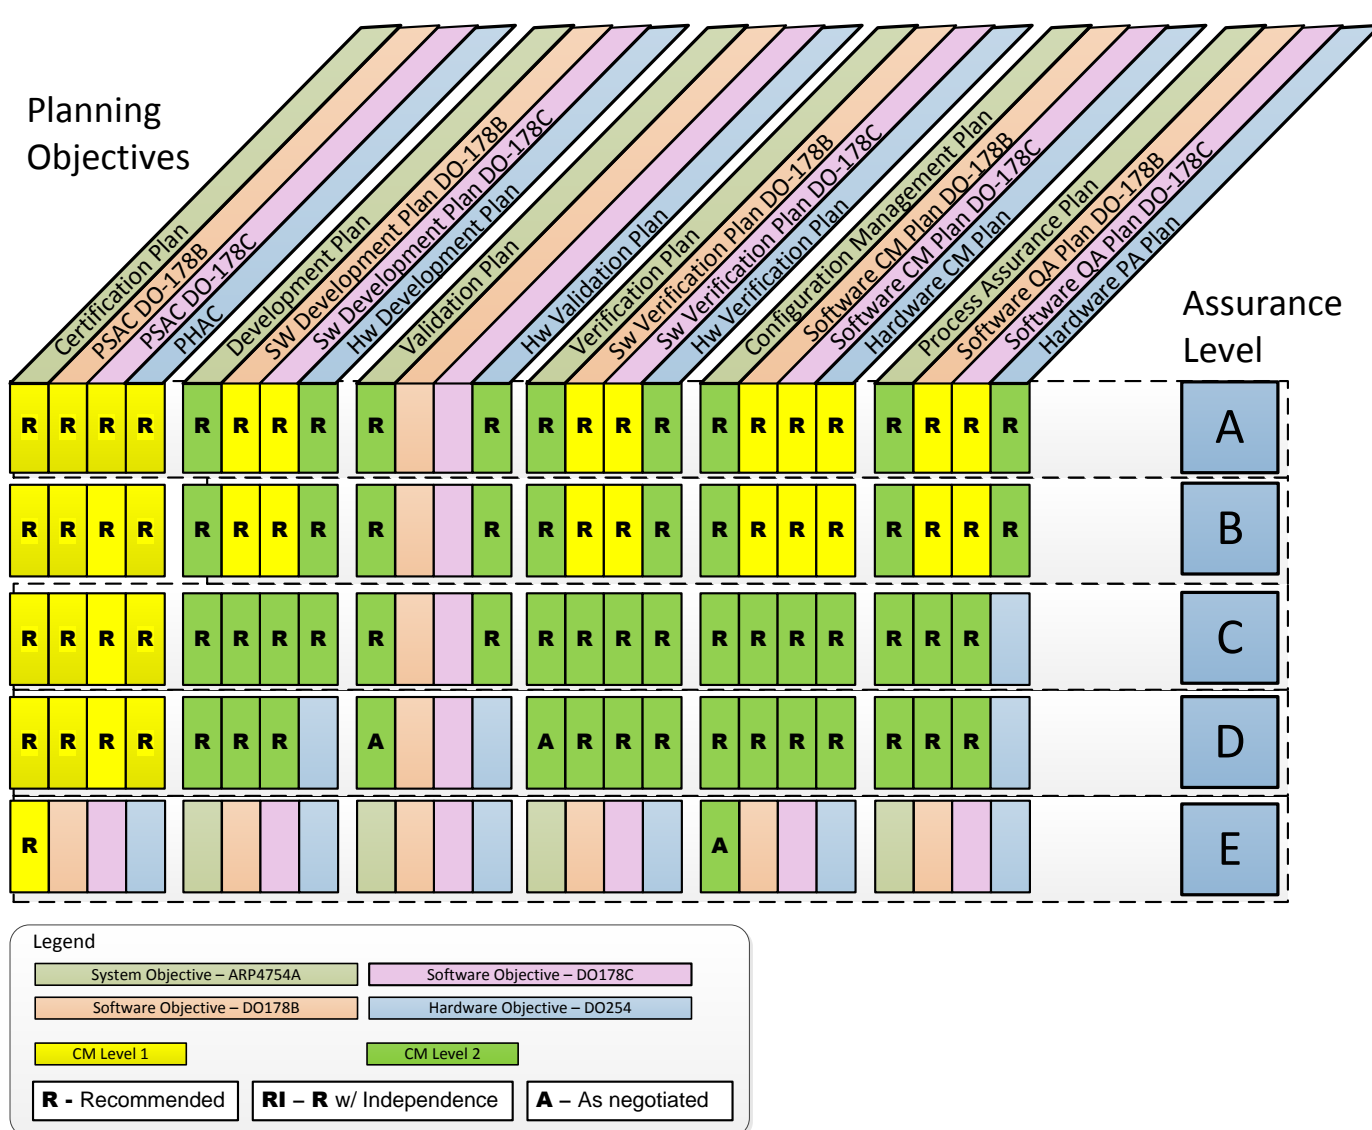 Planning
Objectives
Certification Plan
PSAC DO-178B
PSAC DO-178C
PHAC
Development Plan
SW Development Plan DO-178B
Sw Development Plan DO-178C
Hw Development Plan
Validation Plan
Hw Validation Plan
Verification Plan
Sw Verification Plan DO-178B
Sw Verification Plan DO-178C
Hw Verification Plan
Configuration Management Plan
Software CM Plan DO-178B
Software CM Plan DO-178C
Hardware CM Plan
Process Assurance Plan
Software QA Plan DO-178B
Software QA Plan DO-178C
Hardware PA Plan
Assurance
Level
R R R R R R R R R R R R R R R R R R R R R R A
R R R R R R R R R R R R R R R R R R R R R R B
R R R R R R R R R R R R R R R R R R R R R C
R R R R R R R A A R R R R R R R R R R D
R A E
Legend
System Objective – ARP4754A
Software Objective – DO178C
Software Objective – DO178B
Hardware Objective – DO254
CM Level 1
CM Level 2
R - Recommended
RI – R w/ Independence
A – As negotiated